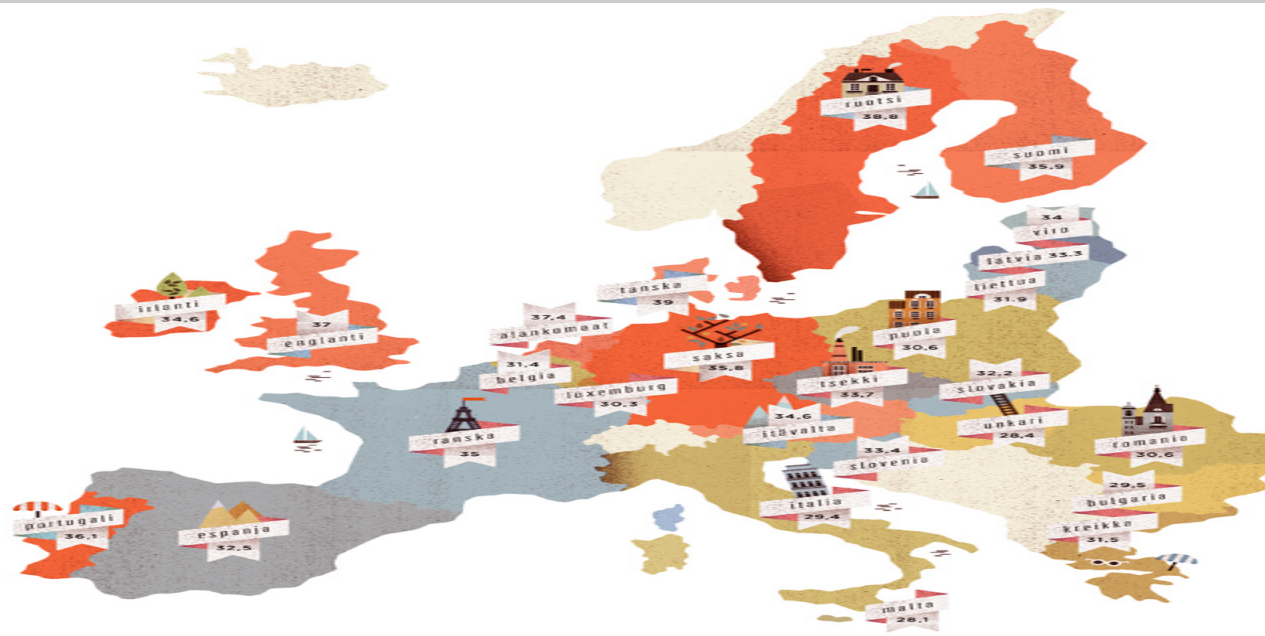 ruotsi
38,8
suomi
35,9
34
viro
latvia 33,3
liettua
31,9
tanska
39
irlanti
34,6
37
englanti
37,4
alankomaat
puola
30,6
saksa
35,8
31,4
belgia
luxemburg
30,3
tsekki
33,7
32,2
slovakia
ranska
35
34,6
itävalta
unkari
28,4
romania
30,6
33,4
slovenia
italia
29,4
29,5
bulgaria
kreikka
31,5
portugali
36,1
espanja
32,5
malta
28,1